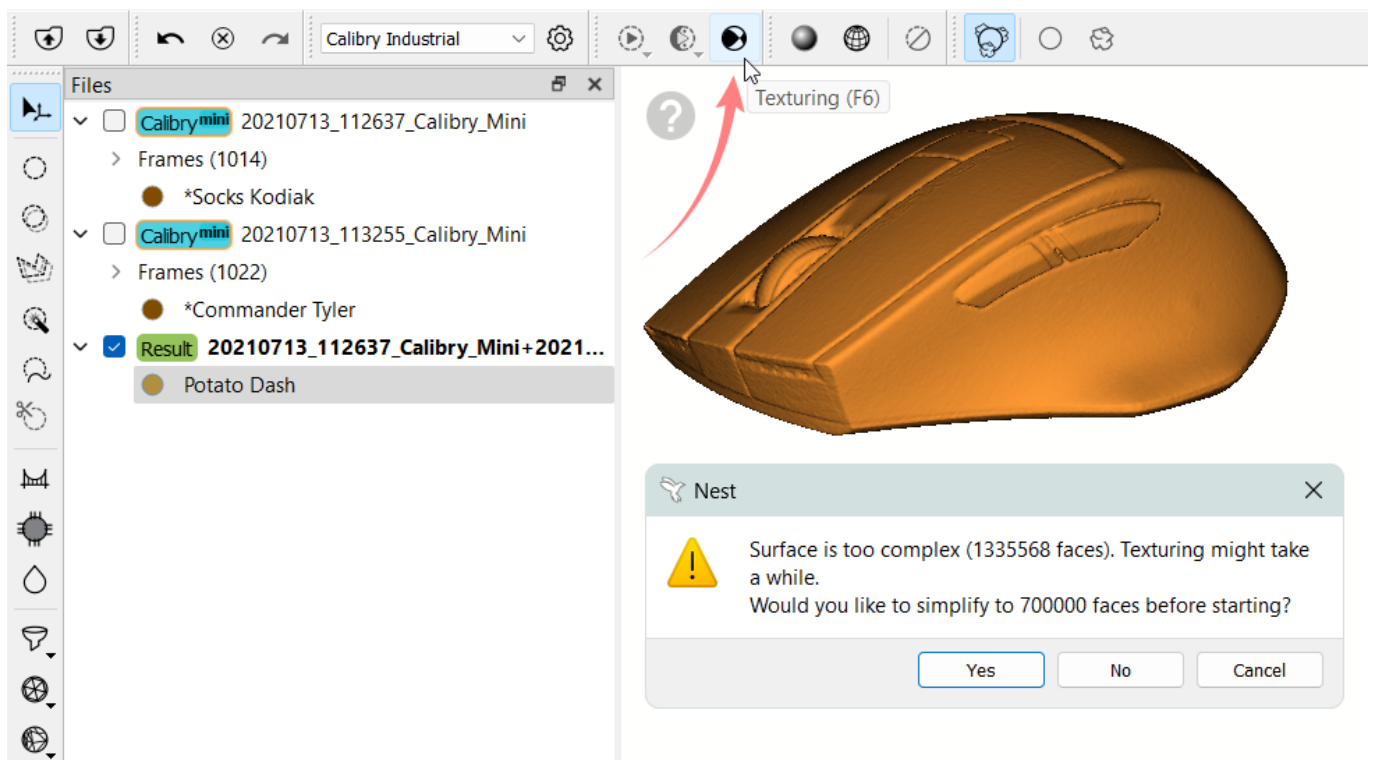 Calibry Industrial
Files
Texturing (F6)
?
Calibry mini 20210713_112637_Calibry_Mini
Frames (1014)
*Socks Kodiak
Calibry mini 20210713_113255_Calibry_Mini
Frames (1022)
*Commander Tyler
Result 20210713_112637_Calibry_Mini+2021...
Potato Dash
Nest
Surface is too complex (1335568 faces). Texturing might take
a while.
Would you like to simplify to 700000 faces before starting?
Yes
No
Cancel